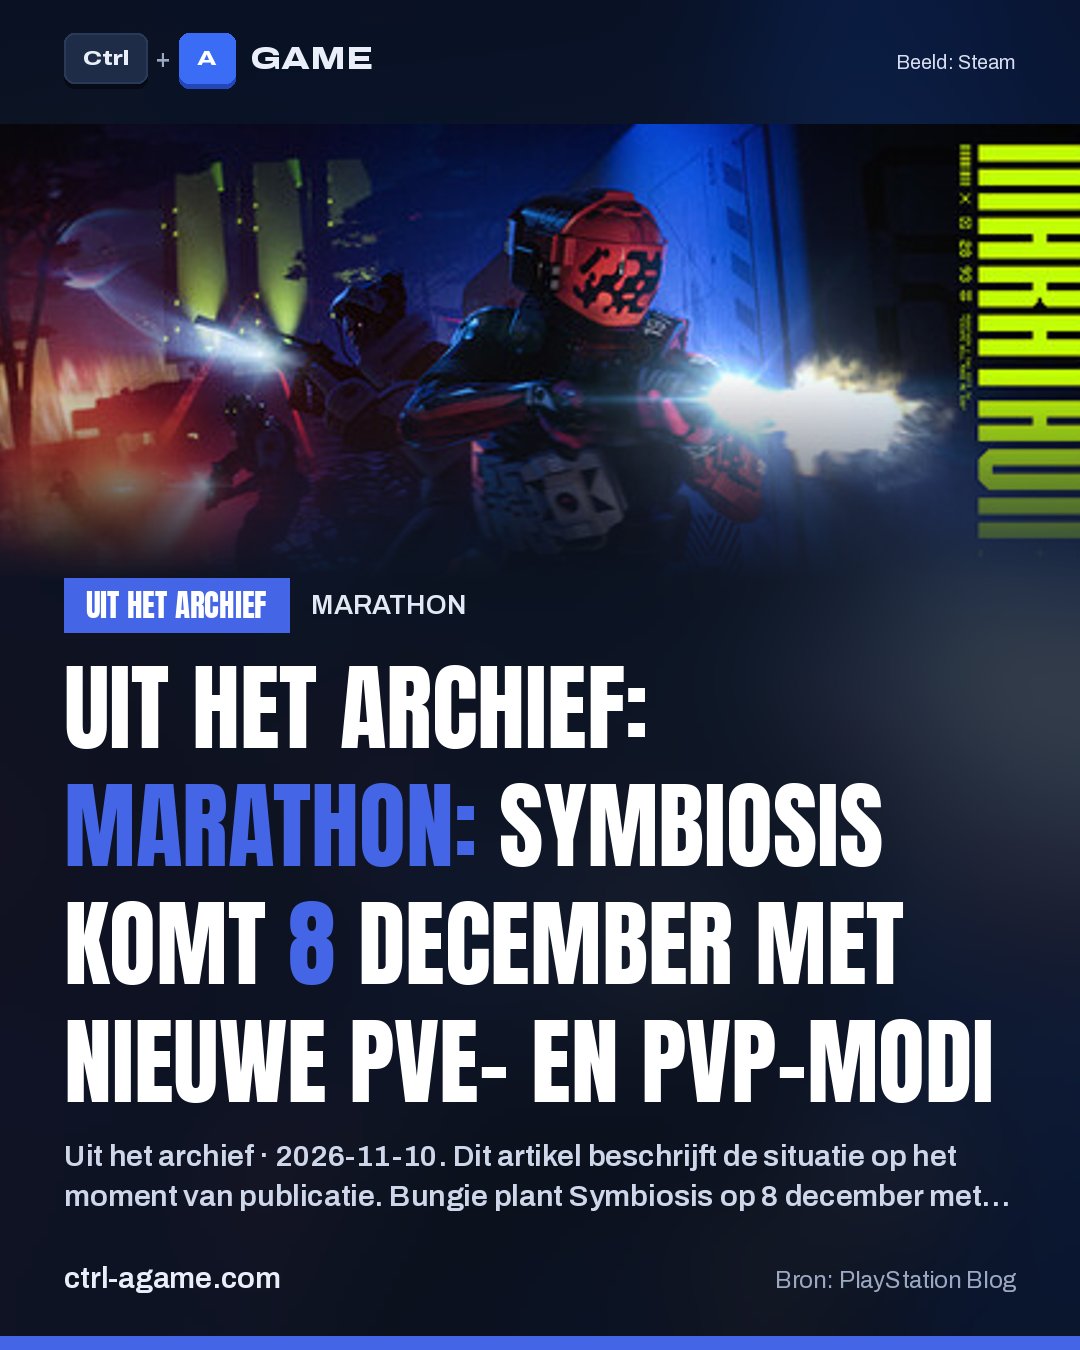 Ctrl + A GAME
Beeld: Steam
MARATHON
UIT HET ARCHIEF MARATHON
UIT HET ARCHIEF:
MARATHON: SYMBIOSIS
KOMT 8 DECEMBER MET
NIEUWE PVE- EN PVP-MODI
Uit het archief · 2026-11-10. Dit artikel beschrijft de situatie op het
moment van publicatie. Bungie plant Symbiosis op 8 december met...
ctrl-agame.com
Bron: PlayStation Blog